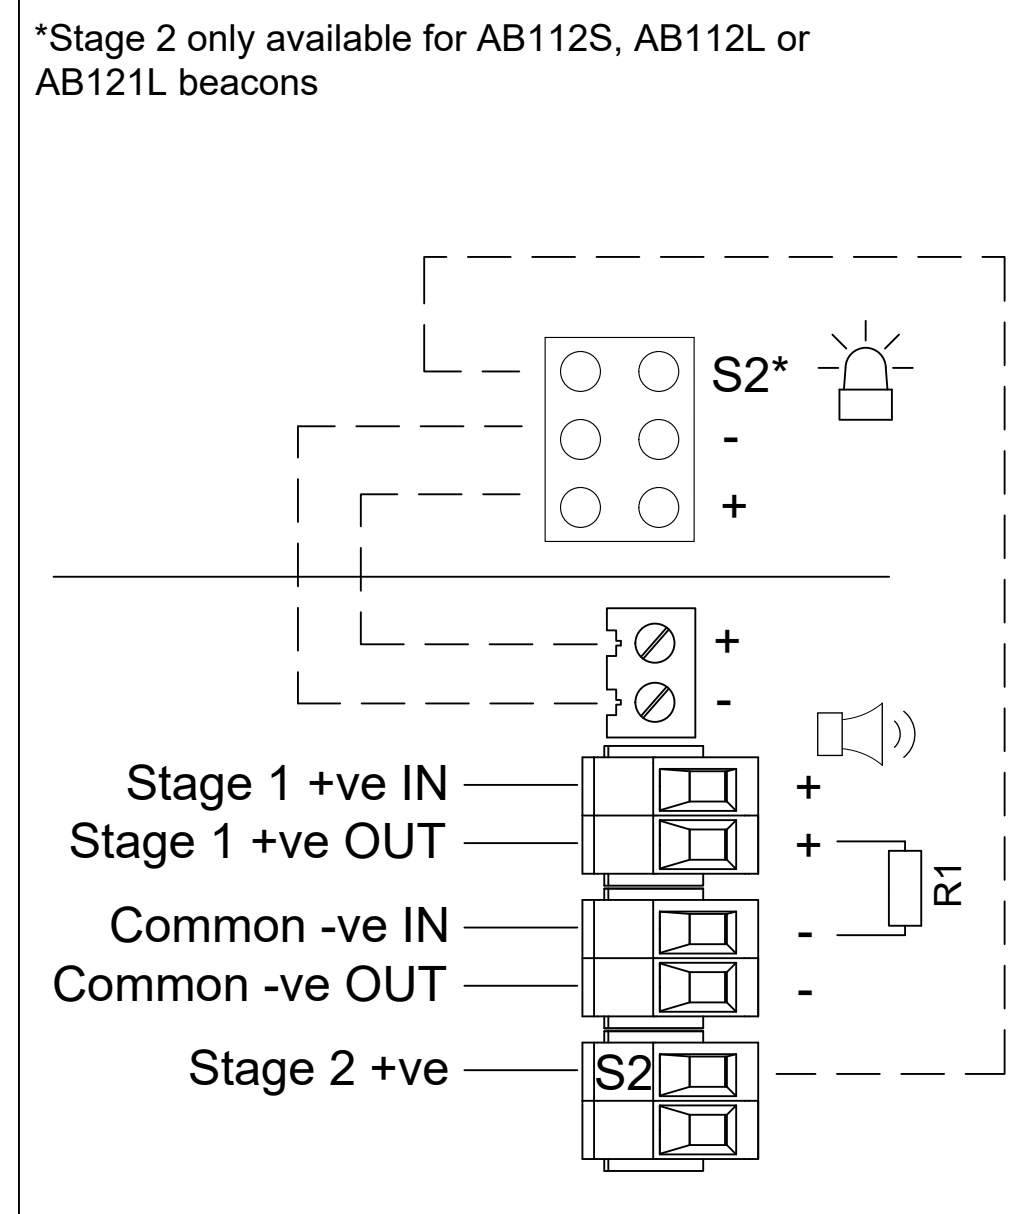 *Stage 2 only available for AB112S, AB112L or
AB121L beacons
S2*
-
+
+
-
Stage 1 +ve IN +
Stage 1 +ve OUT +
R1
Common -ve IN -
Common -ve OUT -
Stage 2 +ve S2